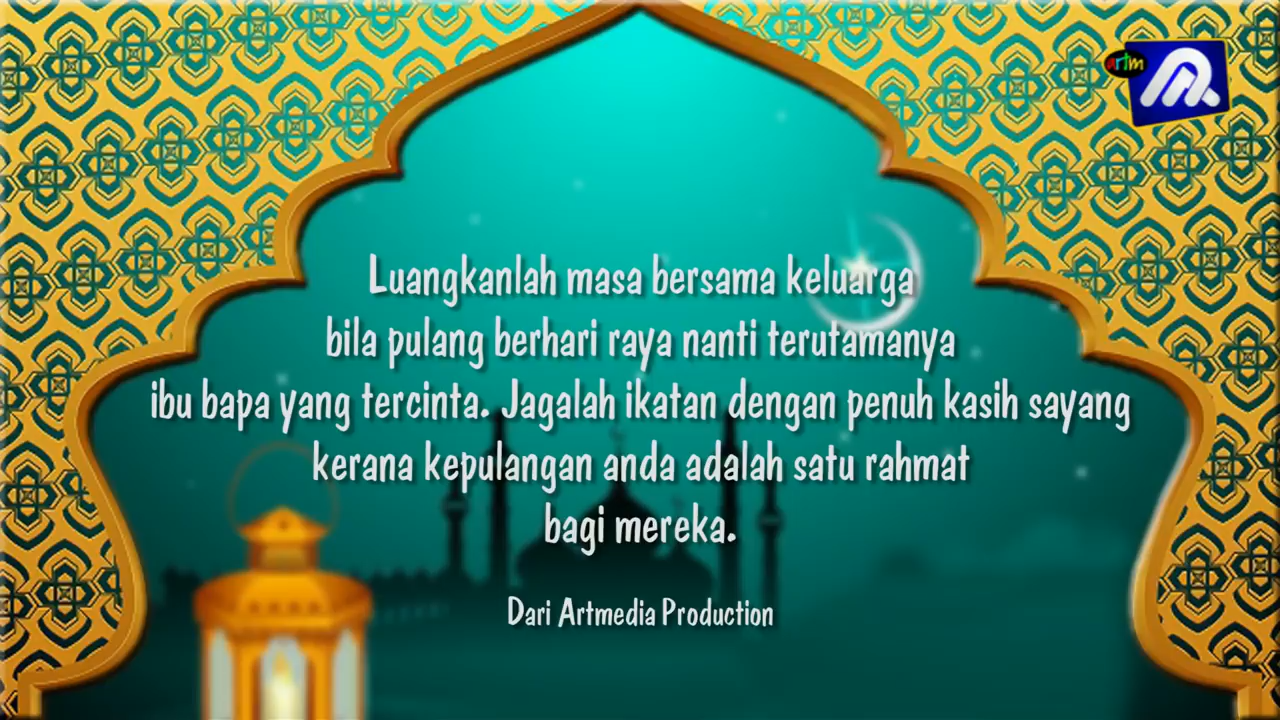 artm
Luangkanlah masa bersama keluarga
bila pulang berhari raya nanti terutamanya
ibu bapa yang tercinta. Jagalah ikatan dengan penuh kasih sayang
kerana kepulangan anda adalah satu rahmat
bagi mereka.
Dari Artmedia Production